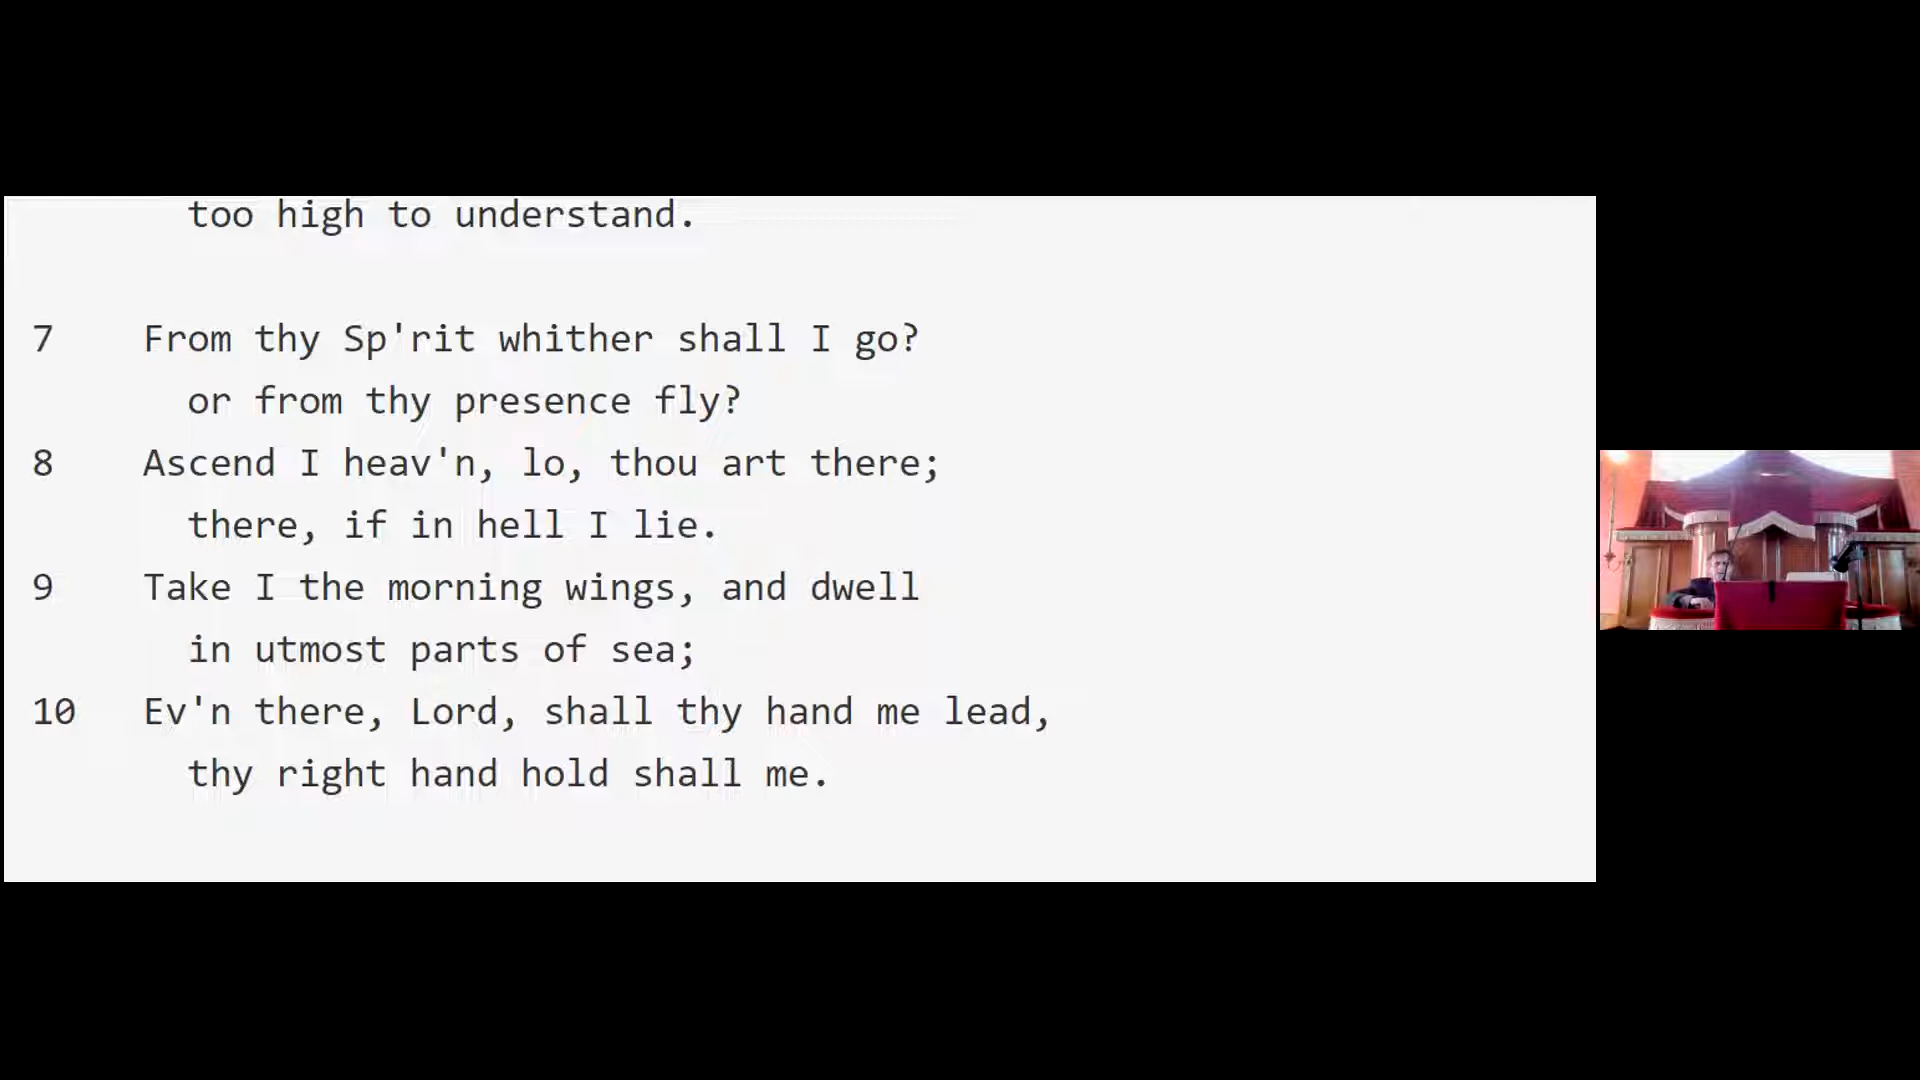 too high to understand.
7 From thy Sp'rit whither shall I go?
or from thy presence fly?
8 Ascend I heav'n, lo, thou art there;
there, if in hell I lie.
9 Take I the morning wings, and dwell
in utmost parts of sea;
10 Ev'n there, Lord, shall thy hand me lead,
thy right hand hold shall me.